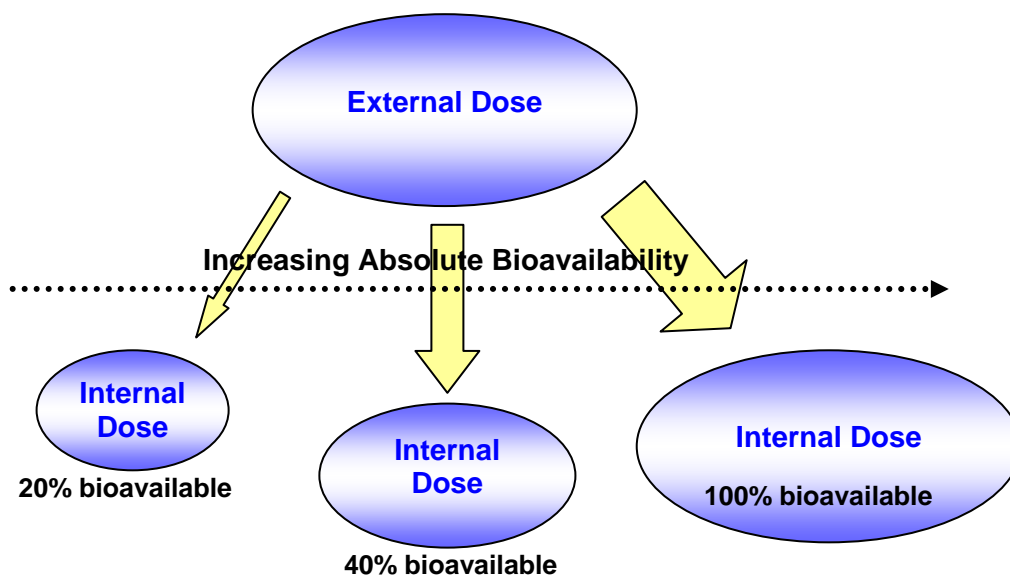 External Dose
Increasing Absolute Bioavailability
Internal
Dose
20% bioavailable
Internal
Dose
40% bioavailable
Internal Dose
100% bioavailable